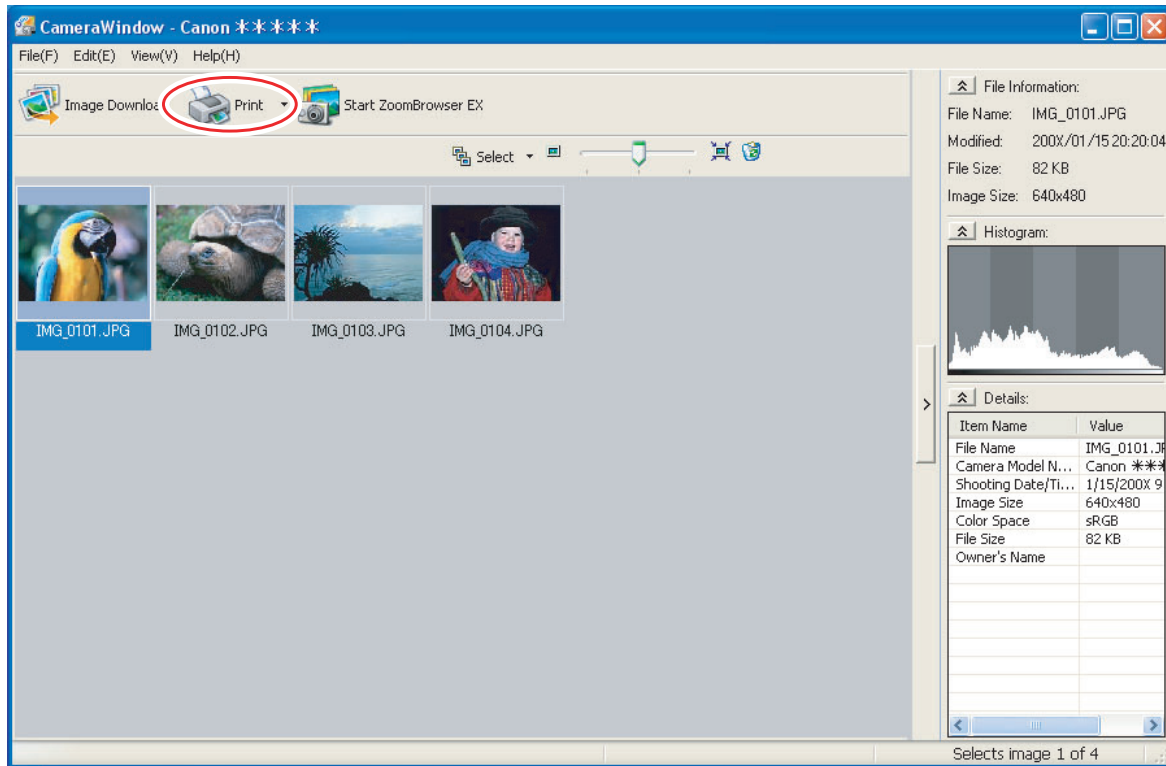 CameraWindow - Canon *****
File(F) Edit(E) View(V) Help(H)
Image Downloa Print Start ZoomBrowser EX
Select
IMG_0101.JPG IMG_0102.JPG IMG_0103.JPG IMG_0104.JPG
File Information:
File Name: IMG_0101.JPG
Modified: 200X/01/15 20:20:04
File Size: 82 KB
Image Size: 640x480
Histogram:
Details:
Item Name Value
File Name IMG_0101.JP
Camera Model N... Canon ***
Shooting Date/Ti... 1/15/200X 9
Image Size 640x480
Color Space sRGB
File Size 82 KB
Owner's Name
Selects image 1 of 4